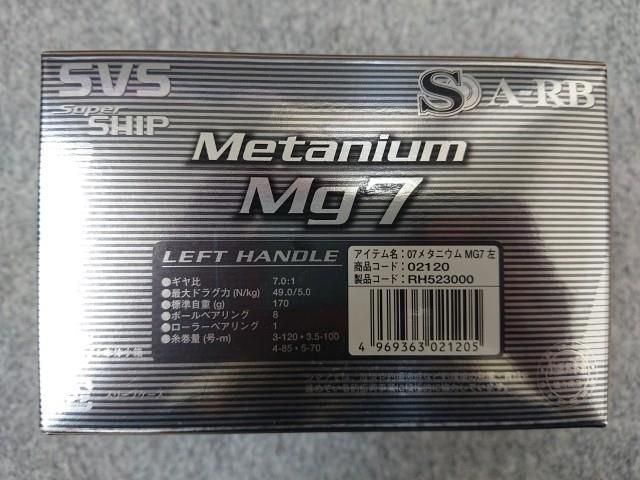 SVS
Super
SHIP
S A-RB
Metanium
Mg7
LEFT HANDLE
●ギヤ比 7.0:1
●最大ドラグ力 (N/kg) 49.0/5.0
●標準自重 (g) 170
●ボールベアリング 8
●ローラーベアリング 1
●糸巻量 (号-m) 3-120・3.5-100
4-85・5-70
アイテム名：07メタニウム MG7 左
商品コード：02120
製品コード：RH523000
4 969363 021205